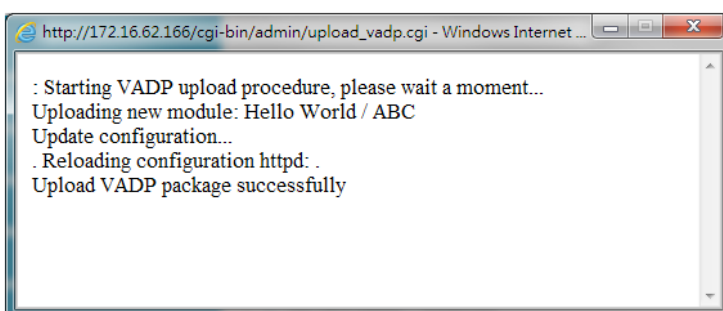 http://172.16.62.166/cgi-bin/admin/upload_vadp.cgi - Windows Internet ...
: Starting VADP upload procedure, please wait a moment...
Uploading new module: Hello World / ABC
Update configuration...
. Reloading configuration httpd: .
Upload VADP package successfully